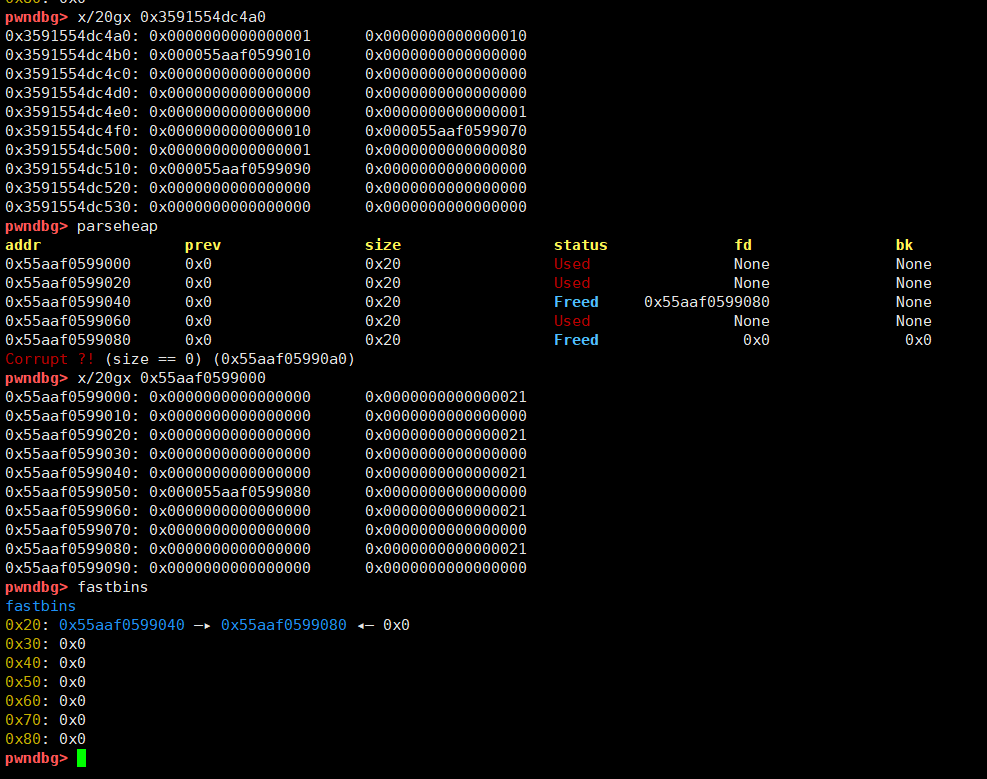 pwndbg> x/20gx 0x3591554dc4a0
0x3591554dc4a0: 0x0000000000000001 0x0000000000000010
0x3591554dc4b0: 0x000055aaf0599010 0x0000000000000000
0x3591554dc4c0: 0x0000000000000000 0x0000000000000000
0x3591554dc4d0: 0x0000000000000000 0x0000000000000000
0x3591554dc4e0: 0x0000000000000000 0x0000000000000001
0x3591554dc4f0: 0x0000000000000010 0x000055aaf0599070
0x3591554dc500: 0x0000000000000001 0x0000000000000080
0x3591554dc510: 0x000055aaf0599090 0x0000000000000000
0x3591554dc520: 0x0000000000000000 0x0000000000000000
0x3591554dc530: 0x0000000000000000 0x0000000000000000
pwndbg> parseheap
addr prev size status fd bk
0x55aaf0599000 0x0 0x20 Used None None
0x55aaf0599020 0x0 0x20 Used None None
0x55aaf0599040 0x0 0x20 Freed 0x55aaf0599080 None
0x55aaf0599060 0x0 0x20 Used None None
0x55aaf0599080 0x0 0x20 Freed 0x0 0x0
Corrupt ?! (size == 0) (0x55aaf05990a0)
pwndbg> x/20gx 0x55aaf0599000
0x55aaf0599000: 0x0000000000000000 0x0000000000000021
0x55aaf0599010: 0x0000000000000000 0x0000000000000000
0x55aaf0599020: 0x0000000000000000 0x0000000000000021
0x55aaf0599030: 0x0000000000000000 0x0000000000000000
0x55aaf0599040: 0x0000000000000000 0x0000000000000021
0x55aaf0599050: 0x000055aaf0599080 0x0000000000000000
0x55aaf0599060: 0x0000000000000000 0x0000000000000021
0x55aaf0599070: 0x0000000000000000 0x0000000000000000
0x55aaf0599080: 0x0000000000000000 0x0000000000000021
0x55aaf0599090: 0x0000000000000000 0x0000000000000000
pwndbg> fastbins
fastbins
0x20: 0x55aaf0599040 —▸ 0x55aaf0599080 ◂— 0x0
0x30: 0x0
0x40: 0x0
0x50: 0x0
0x60: 0x0
0x70: 0x0
0x80: 0x0
pwndbg>